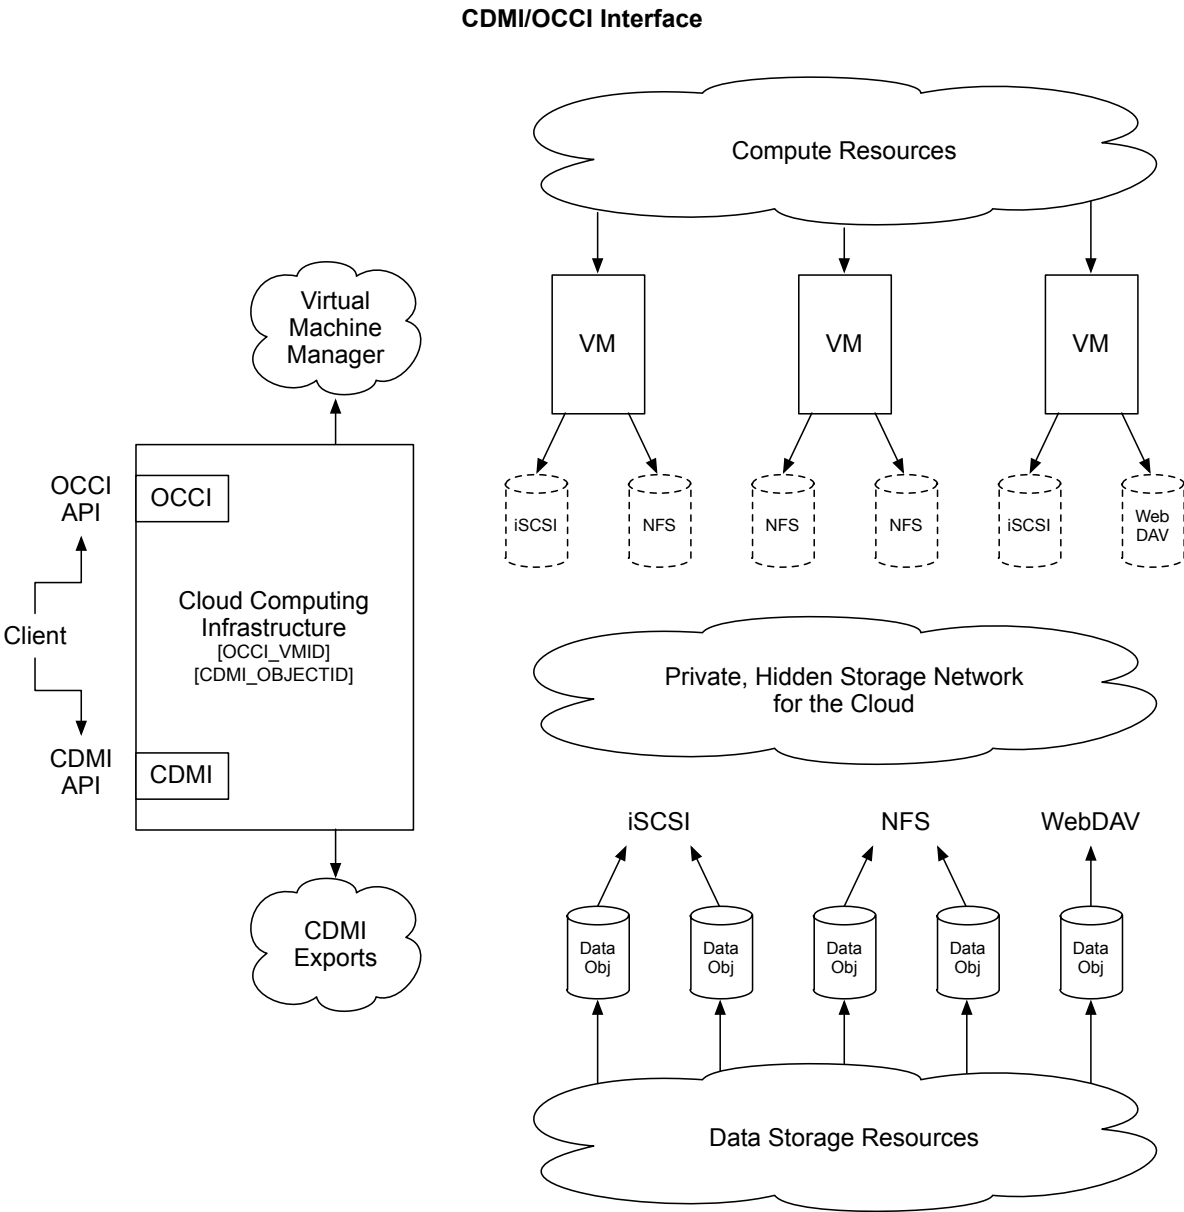 CDMI/OCCI Interface
Compute Resources
Virtual
Machine
Manager
VM
VM
VM
OCCI
API
OCCI
iSCSI
NFS
NFS
NFS
iSCSI
Web
DAV
Cloud Computing
Infrastructure
[OCCI_VMID]
[CDMI_OBJECTID]
Client
Private, Hidden Storage Network
for the Cloud
CDMI
API
CDMI
iSCSI
NFS
WebDAV
CDMI
Exports
Data
Obj
Data
Obj
Data
Obj
Data
Obj
Data
Obj
Data Storage Resources